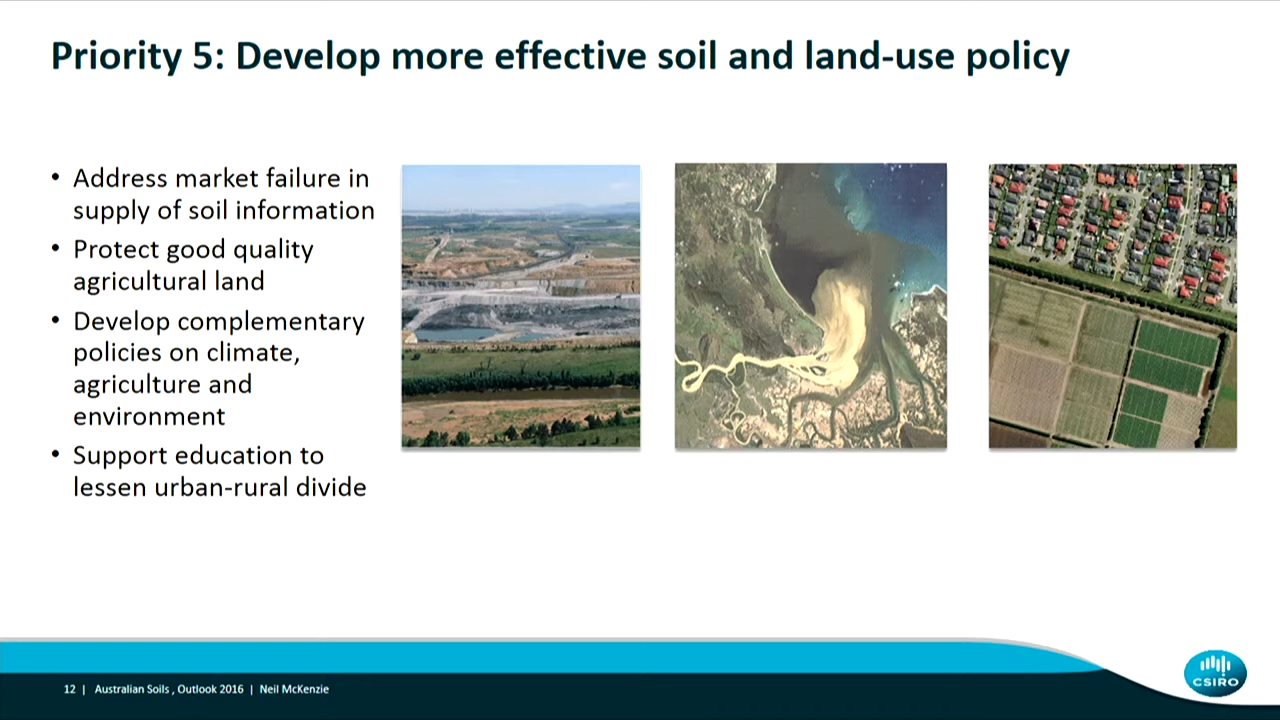 Priority 5: Develop more effective soil and land-use policy
• Address market failure in
supply of soil information
• Protect good quality
agricultural land
• Develop complementary
policies on climate,
agriculture and
environment
• Support education to
lessen urban-rural divide
12 | Australian Soils , Outlook 2016 | Neil McKenzie
CSIRO